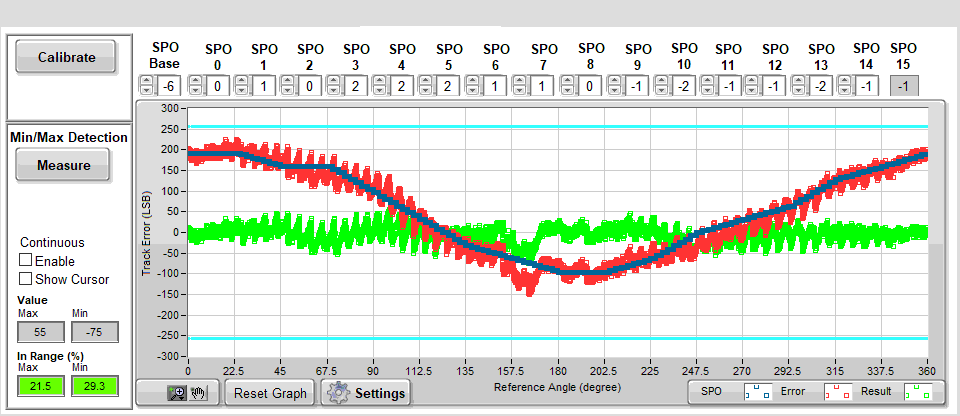 Calibrate
SPO Base SPO 0 SPO 1 SPO 2 SPO 3 SPO 4 SPO 5 SPO 6 SPO 7 SPO 8 SPO 9 SPO 10 SPO 11 SPO 12 SPO 13 SPO 14 SPO 15
-6 0 1 0 2 2 2 1 1 0 -1 -2 -1 -1 -2 -1 -1
Min/Max Detection
Measure
Continuous
Enable
Show Cursor
Value
Max Min
55 -75
In Range (%)
Max Min
21.5 29.3
Track Error (LSB)
300
250
200
150
100
50
0
-50
-100
-150
-200
-250
-300
0 22.5 45 67.5 90 112.5 135 157.5 180 202.5 225 247.5 270 292.5 315 337.5 360
Reference Angle (degree)
Reset Graph
Settings
SPO Error Result